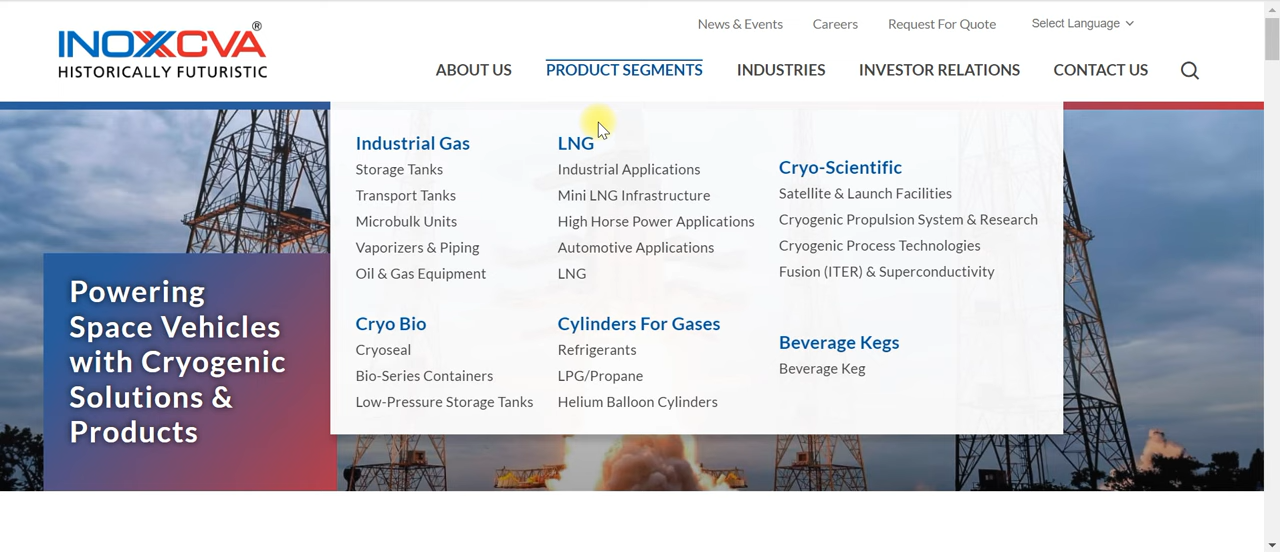 News & Events Careers Request For Quote Select Language
INOXCVA®
HISTORICALLY FUTURISTIC
ABOUT US PRODUCT SEGMENTS INDUSTRIES INVESTOR RELATIONS CONTACT US
Industrial Gas
Storage Tanks
Transport Tanks
Microbulk Units
Vaporizers & Piping
Oil & Gas Equipment
LNG
Industrial Applications
Mini LNG Infrastructure
High Horse Power Applications
Automotive Applications
LNG
Cryo-Scientific
Satellite & Launch Facilities
Cryogenic Propulsion System & Research
Cryogenic Process Technologies
Fusion (ITER) & Superconductivity
Cryo Bio
Cryoseal
Bio-Series Containers
Low-Pressure Storage Tanks
Cylinders For Gases
Refrigerants
LPG/Propane
Helium Balloon Cylinders
Beverage Kegs
Beverage Keg
Powering
Space Vehicles
with Cryogenic
Solutions &
Products